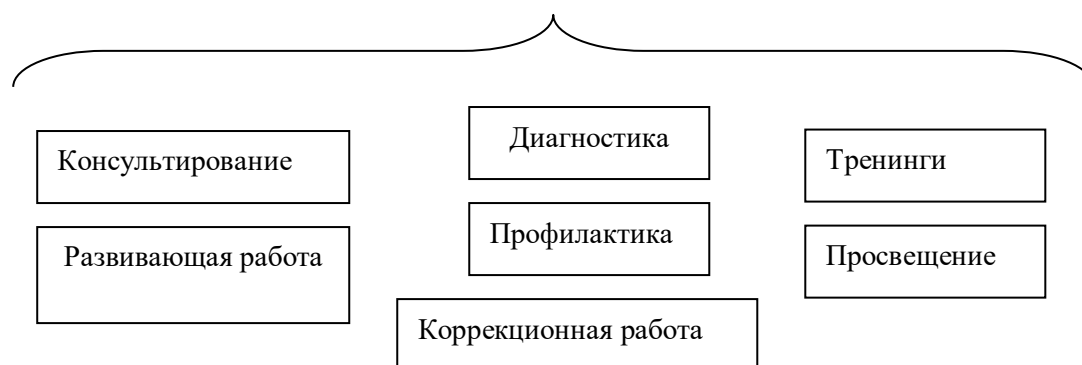 Диагностика
Консультирование
Тренинги
Профилактика
Развивающая работа
Просвещение
Коррекционная работа